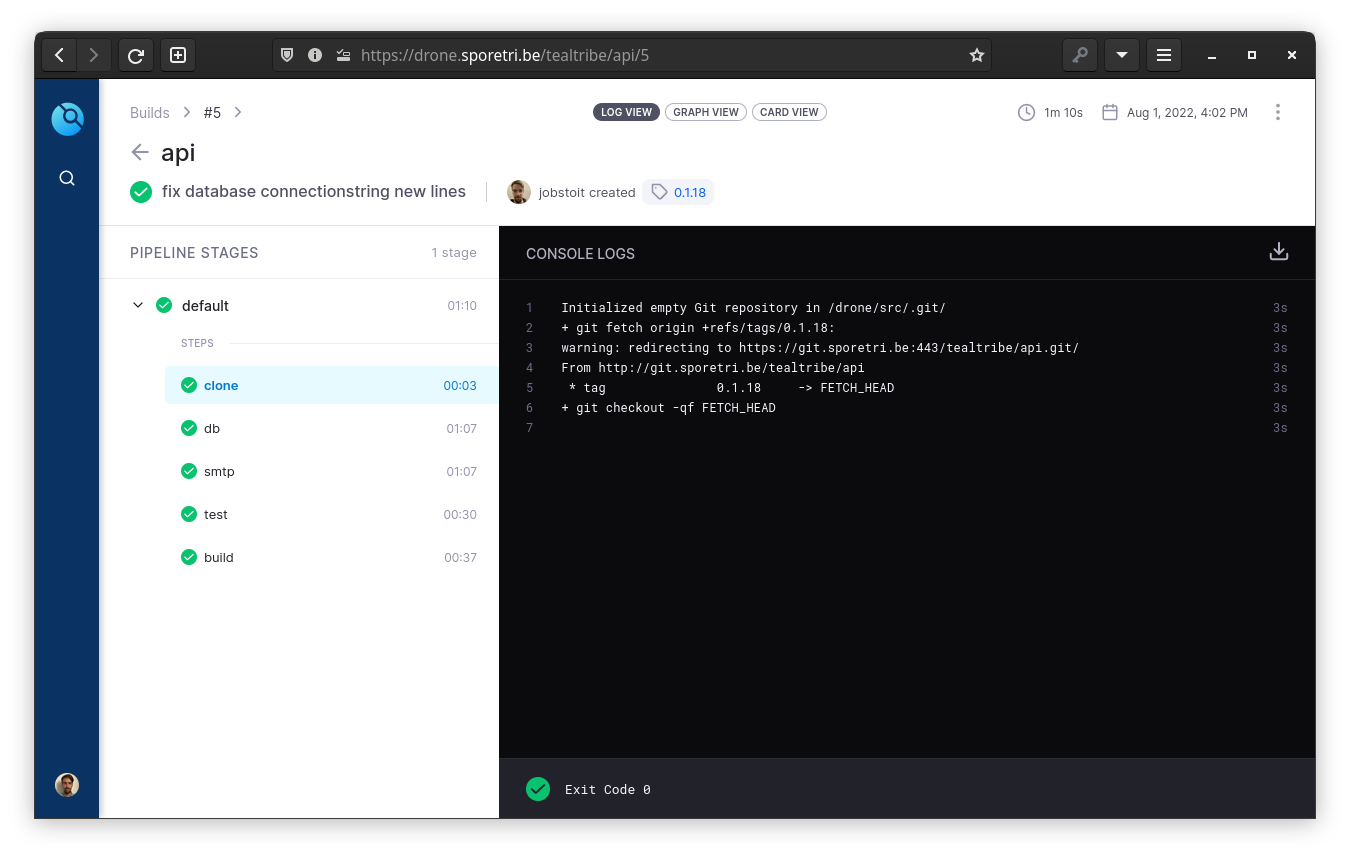 https://drone.sporetri.be/tealtribe/api/5
Builds #5
LOG VIEW GRAPH VIEW CARD VIEW
1m 10s Aug 1, 2022, 4:02 PM
api
fix database connectionstring new lines
jobstoit created 0.1.18
PIPELINE STAGES 1 stage
default 01:10
STEPS
clone 00:03
db 01:07
smtp 01:07
test 00:30
build 00:37
CONSOLE LOGS
1 Initialized empty Git repository in /drone/src/.git/ 3s
2 + git fetch origin +refs/tags/0.1.18: 3s
3 warning: redirecting to https://git.sporetri.be:443/tealtribe/api.git/ 3s
4 From http://git.sporetri.be/tealtribe/api 3s
5 * tag 0.1.18 -> FETCH_HEAD 3s
6 + git checkout -qf FETCH_HEAD 3s
7 3s
Exit Code 0